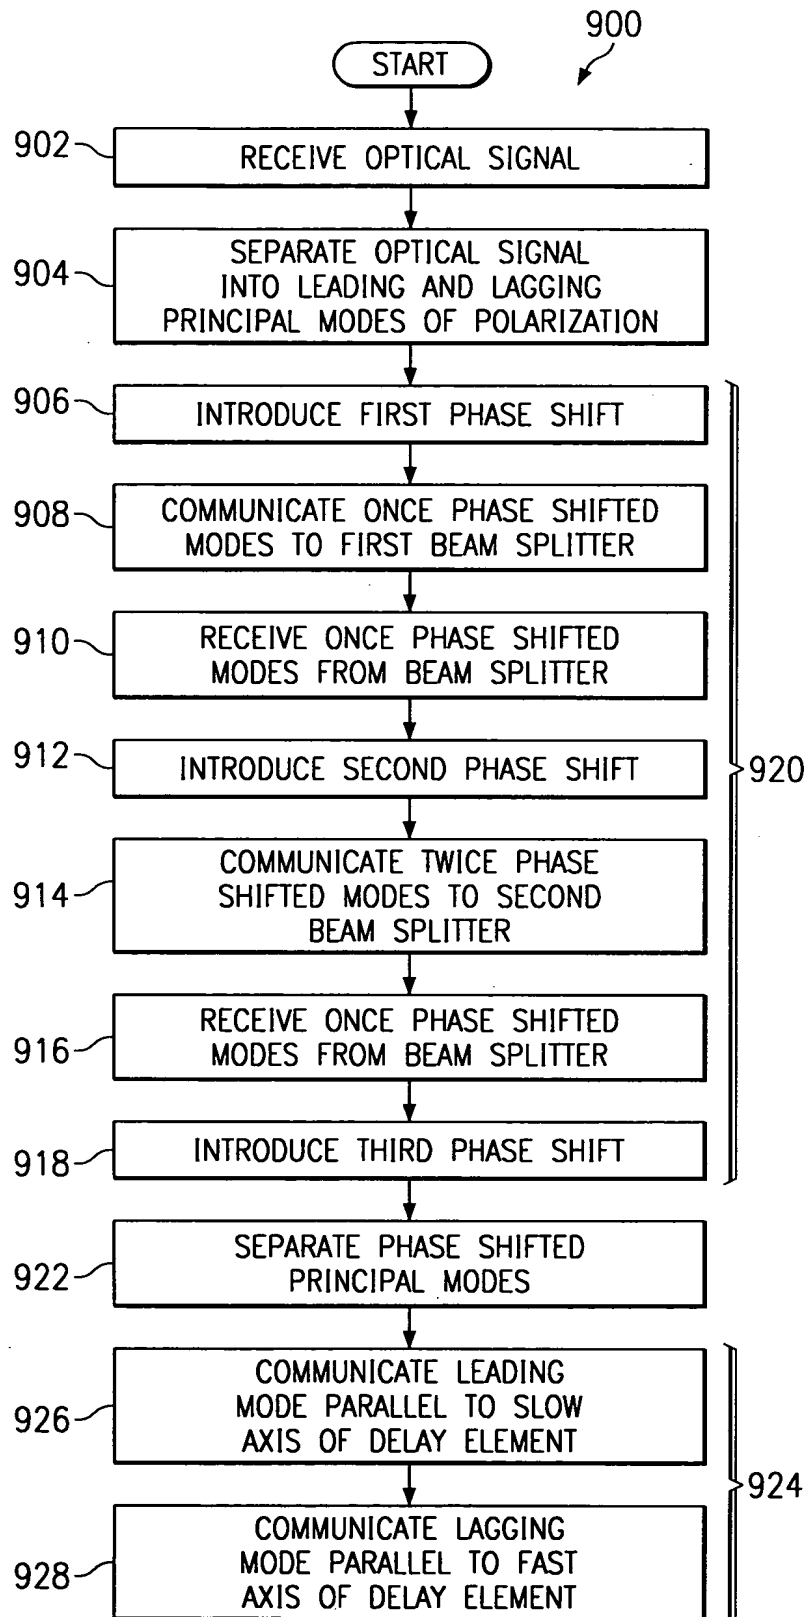 900
START
902
RECEIVE OPTICAL SIGNAL
904
SEPARATE OPTICAL SIGNAL
INTO LEADING AND LAGGING
PRINCIPAL MODES OF POLARIZATION
906
INTRODUCE FIRST PHASE SHIFT
908
COMMUNICATE ONCE PHASE SHIFTED
MODES TO FIRST BEAM SPLITTER
910
RECEIVE ONCE PHASE SHIFTED
MODES FROM BEAM SPLITTER
912
INTRODUCE SECOND PHASE SHIFT
920
914
COMMUNICATE TWICE PHASE
SHIFTED MODES TO SECOND
BEAM SPLITTER
916
RECEIVE ONCE PHASE SHIFTED
MODES FROM BEAM SPLITTER
918
INTRODUCE THIRD PHASE SHIFT
922
SEPARATE PHASE SHIFTED
PRINCIPAL MODES
926
COMMUNICATE LEADING
MODE PARALLEL TO SLOW
AXIS OF DELAY ELEMENT
924
928
COMMUNICATE LAGGING
MODE PARALLEL TO FAST
AXIS OF DELAY ELEMENT